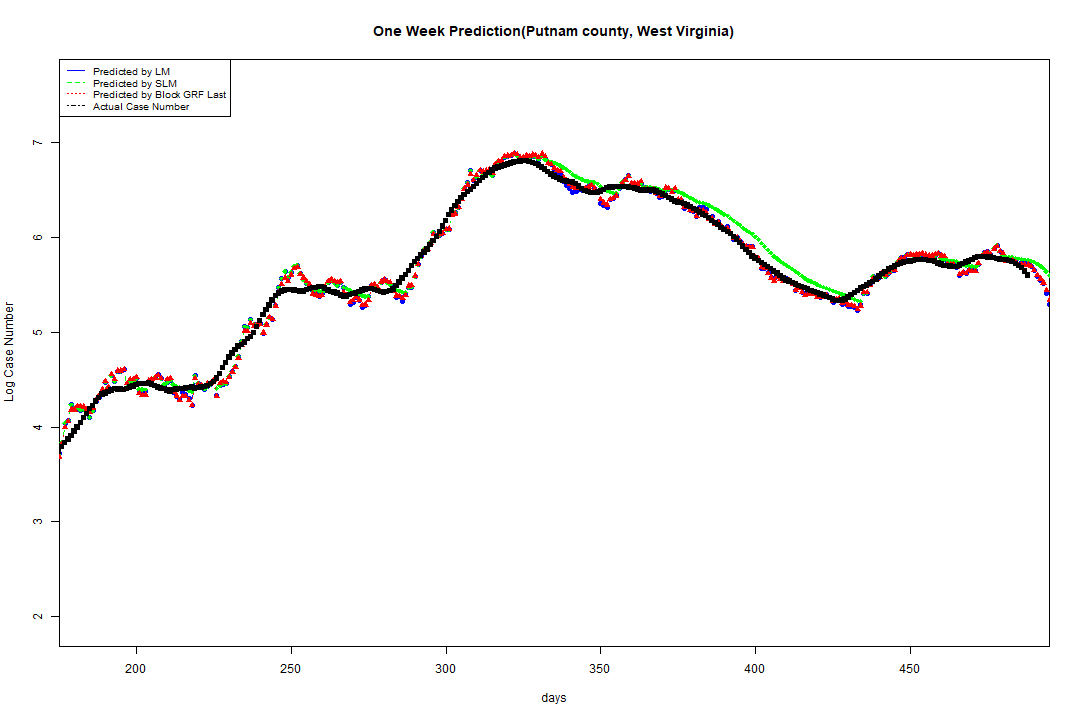 One Week Prediction(Putnam county, West Virginia)
Predicted by LM
Predicted by SLM
Predicted by Block GRF Last
Actual Case Number
7
6
5
4
3
2
Log Case Number
200 250 300 350 400 450
days